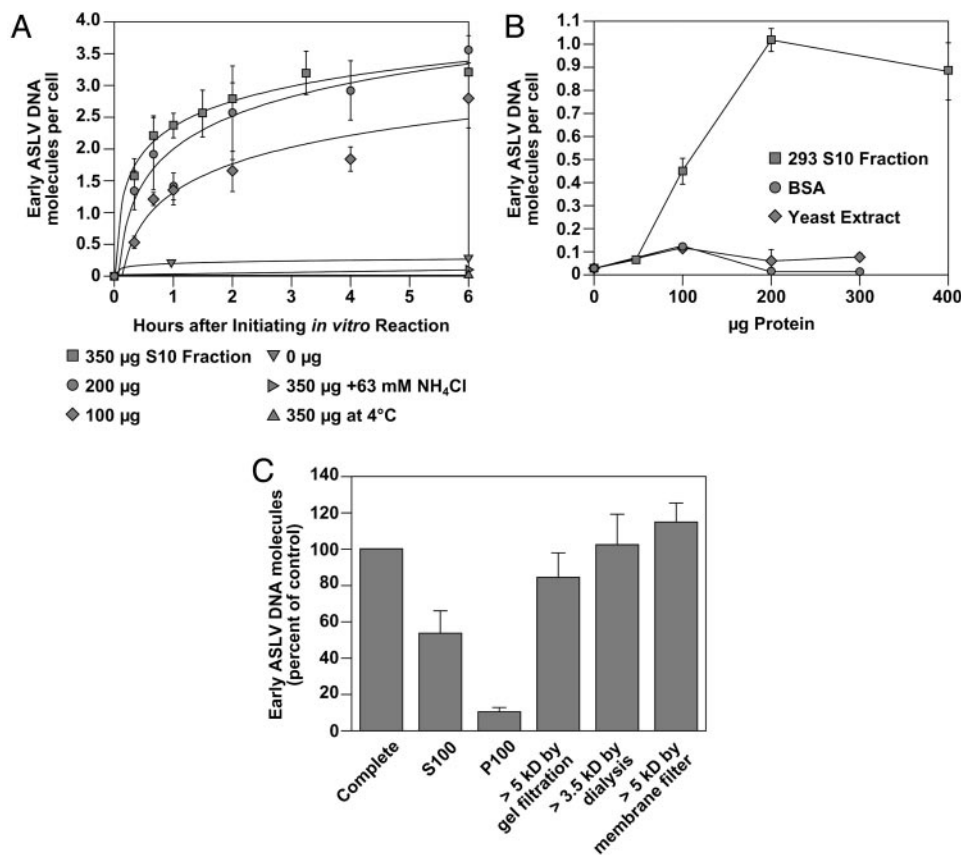 A
Early ASLV DNA
molecules per cell
4.0
3.5
3.0
2.5
2.0
1.5
1.0
0.5
0.0
0 1 2 3 4 5 6
Hours after Initiating in vitro Reaction
350 µg S10 Fraction
200 µg
100 µg
0 µg
350 µg +63 mM NH₄Cl
350 µg at 4°C
B
Early ASLV DNA
molecules per cell
1.1
1.0
0.9
0.8
0.7
0.6
0.5
0.4
0.3
0.2
0.1
0
0 100 200 300 400
µg Protein
293 S10 Fraction
BSA
Yeast Extract
C
Early ASLV DNA molecules
(percent of control)
140
120
100
80
60
40
20
0
Complete
S100
P100
> 5 kD by
gel filtration
> 3.5 kD by
dialysis
> 5 kD by
membrane filter